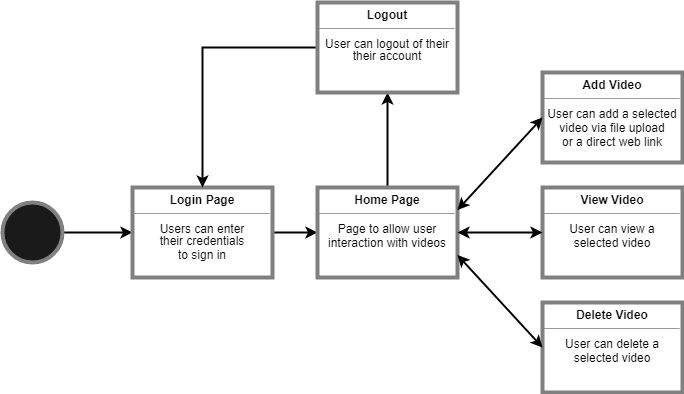 Logout
User can logout of their
their account
Add Video
User can add a selected
video via file upload
or a direct web link
Login Page
Users can enter
their credentials
to sign in
Home Page
Page to allow user
interaction with videos
View Video
User can view a
selected video
Delete Video
User can delete a
selected video